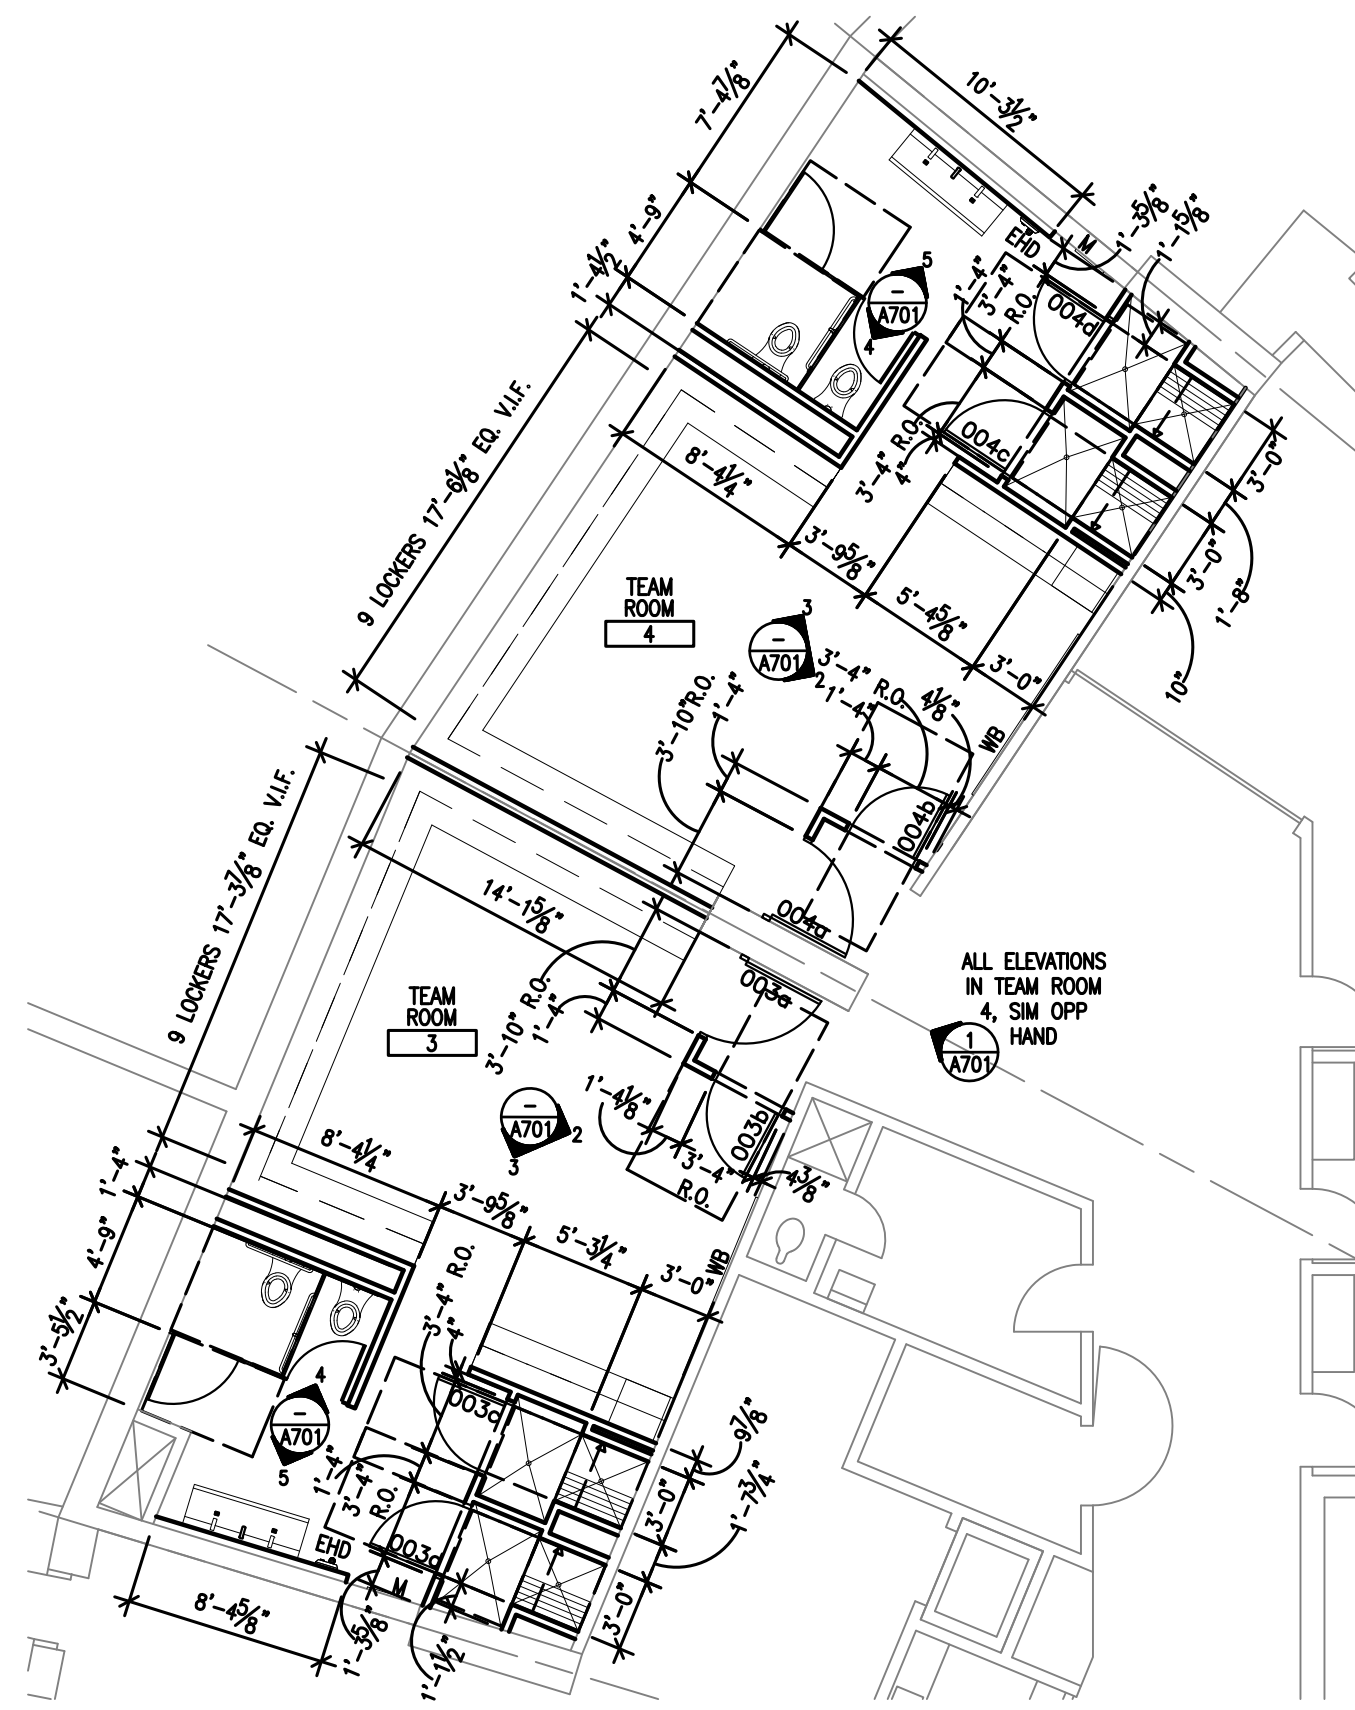 10'-3½"
7'-4⅞"
1'-3⅝"
1'-1⅝"
4'-9"
EHD
M
5
1'-4½"
1'-4"
3'-4"
R.O.
004d
-
A701
4
9 LOCKERS 17'-6⅛" EQ. V.I.F.
3'-4" R.O.
004c
4"
8'-4¼"
3'-0"
3'-9⅝"
3'-0"
1'-8"
TEAM
ROOM
4
5'-4⅝"
3
-
A701
2
3'-4" R.O.
1'-4"
3'-0"
10"
4⅛"
3'-10" R.O.
1'-4"
WB
9 LOCKERS 17'-3⅞" EQ. V.I.F.
004b
14'-1⅝"
004a
ALL ELEVATIONS
IN TEAM ROOM
4, SIM OPP
HAND
1
A701
003a
TEAM
ROOM
3
3'-10" R.O.
1'-4"
1'-4⅛"
-
A701
2
3
003b
8'-4¼"
3'-4"
R.O.
4⅜"
1'-4"
3'-9⅝"
5'-3¼"
3'-0"
WB
4'-9"
3'-4" R.O.
4"
3'-5½"
4
-
A701
5
003c
9⅞"
1'-4"
3'-4"
R.O.
3'-0"
1'-7¾"
EHD
003d
M
8'-4⅝"
1'-3⅝"
1'-1½"
3'-0"